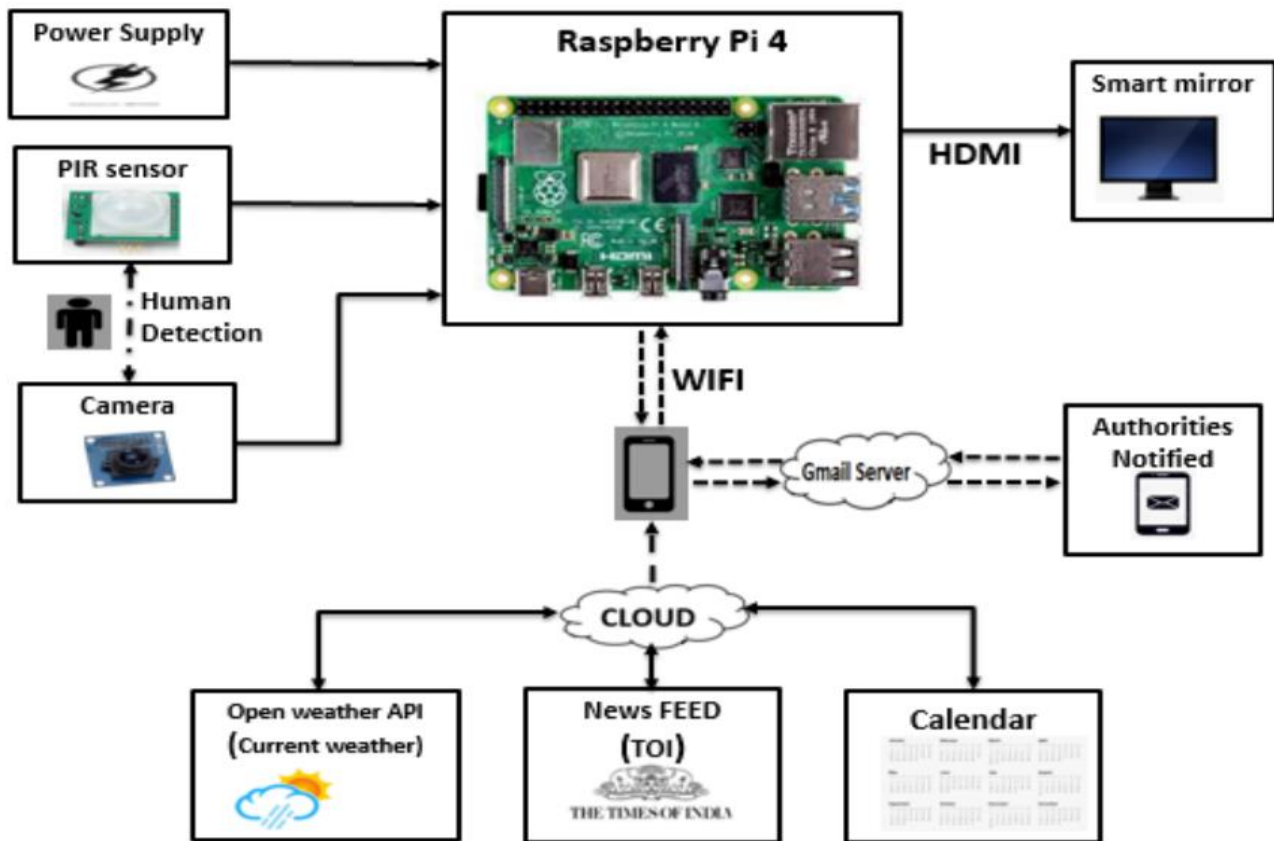 Power Supply
Raspberry Pi 4
Smart mirror
HDMI
PIR sensor
Human
Detection
Camera
WIFI
Authorities
Notified
Gmail Server
CLOUD
Open weather API
(Current weather)
News FEED
(TOI)
THE TIMES OF INDIA
Calendar